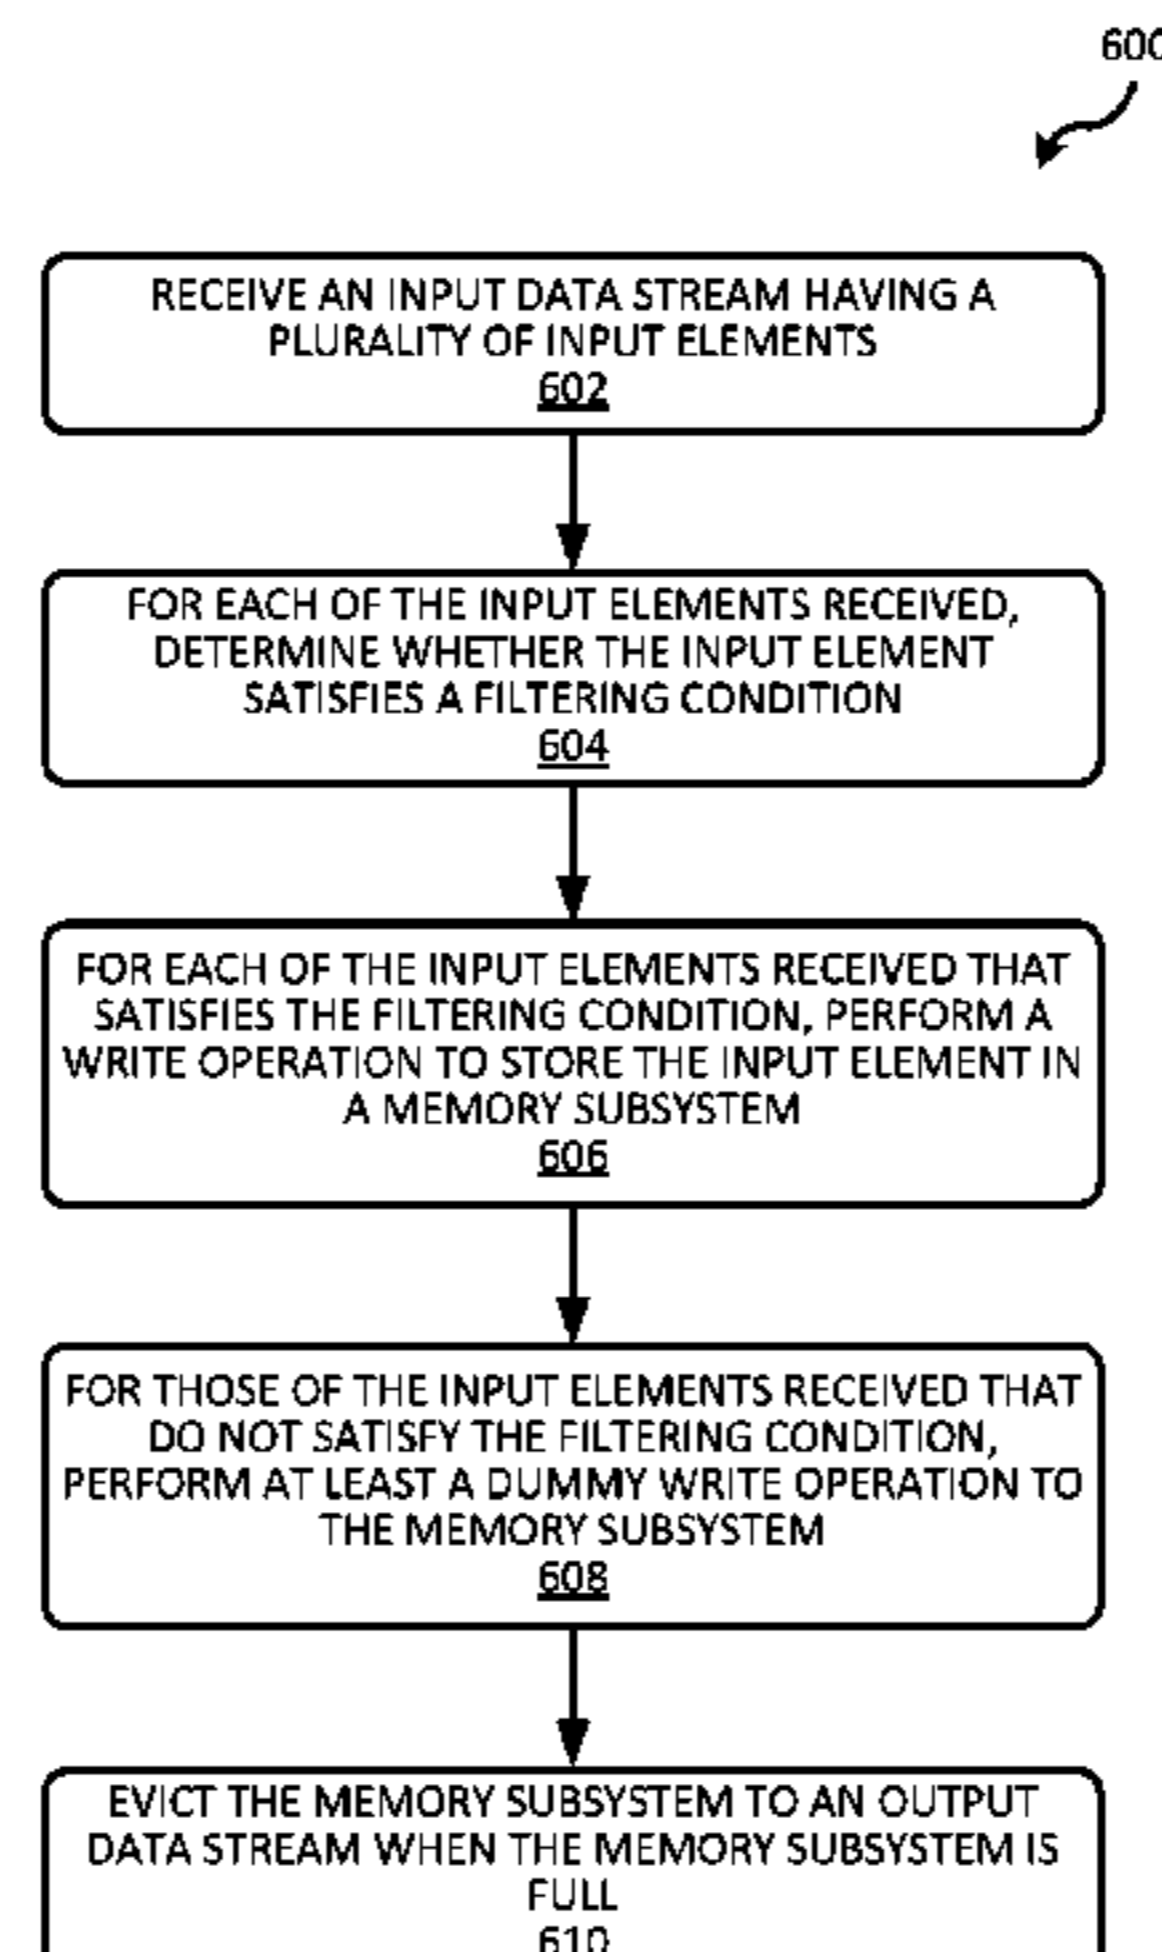 600
RECEIVE AN INPUT DATA STREAM HAVING A
PLURALITY OF INPUT ELEMENTS
602
FOR EACH OF THE INPUT ELEMENTS RECEIVED,
DETERMINE WHETHER THE INPUT ELEMENT
SATISFIES A FILTERING CONDITION
604
FOR EACH OF THE INPUT ELEMENTS RECEIVED THAT
SATISFIES THE FILTERING CONDITION, PERFORM A
WRITE OPERATION TO STORE THE INPUT ELEMENT IN
A MEMORY SUBSYSTEM
606
FOR THOSE OF THE INPUT ELEMENTS RECEIVED THAT
DO NOT SATISFY THE FILTERING CONDITION,
PERFORM AT LEAST A DUMMY WRITE OPERATION TO
THE MEMORY SUBSYSTEM
608
EVICT THE MEMORY SUBSYSTEM TO AN OUTPUT
DATA STREAM WHEN THE MEMORY SUBSYSTEM IS
FULL
610